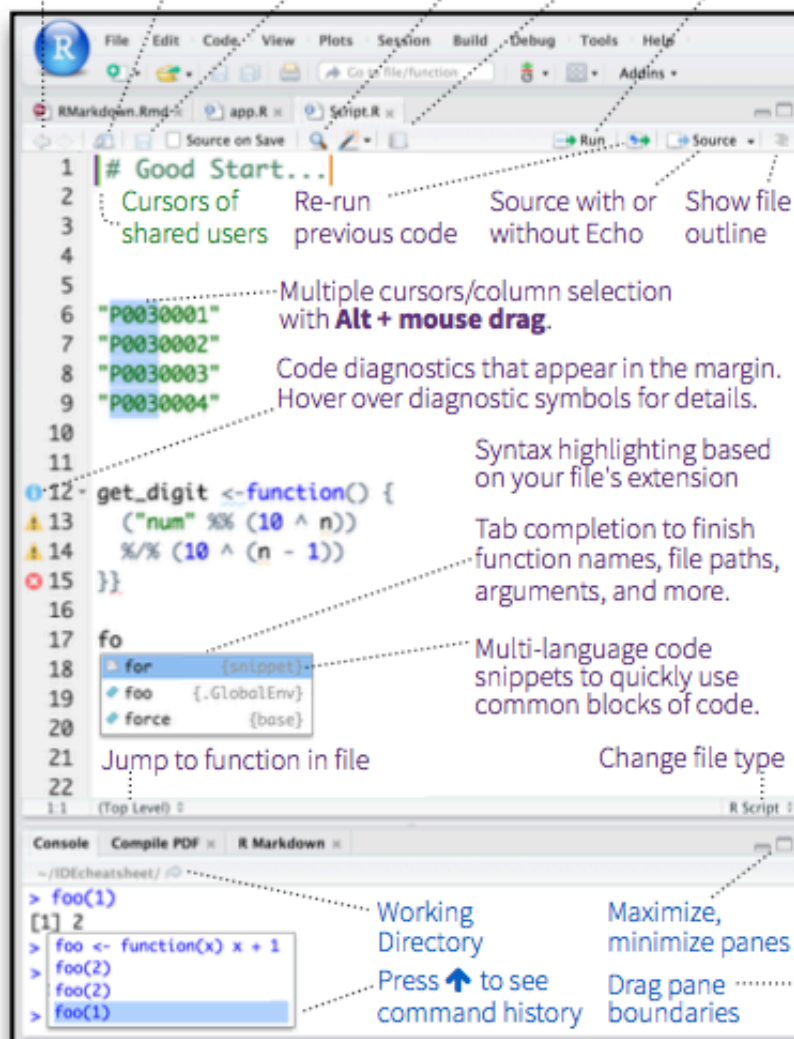 R
File Edit Code View Plots Session Build Debug Tools Help
Go to file/function Addins
RMarkdown.Rmd app.R Script.R
Source on Save Run Source
1 # Good Start...
2 Cursors of Re-run Source with or Show file
3 shared users previous code without Echo outline
4
5
Multiple cursors/column selection
6 "P0030001" with Alt + mouse drag.
7 "P0030002"
8 "P0030003" Code diagnostics that appear in the margin.
9 "P0030004" Hover over diagnostic symbols for details.
10
11 Syntax highlighting based
on your file's extension
12 get_digit <-function() {
13 ("num" %% (10 ^ n)) Tab completion to finish
14 %/% (10 ^ (n - 1)) function names, file paths,
15 }} arguments, and more.
16
17 fo Multi-language code
18 for {snippet} snippets to quickly use
19 foo {.GlobalEnv} common blocks of code.
20 force {base}
21 Jump to function in file Change file type
22
1:1 (Top Level) R Script
Console Compile PDF R Markdown
~/IDEcheatsheet/
> foo(1) Working Maximize,
[1] 2 Directory minimize panes
> foo <- function(x) x + 1
> foo(2) Press ↑ to see Drag pane
foo(2) command history boundaries
> foo(1)